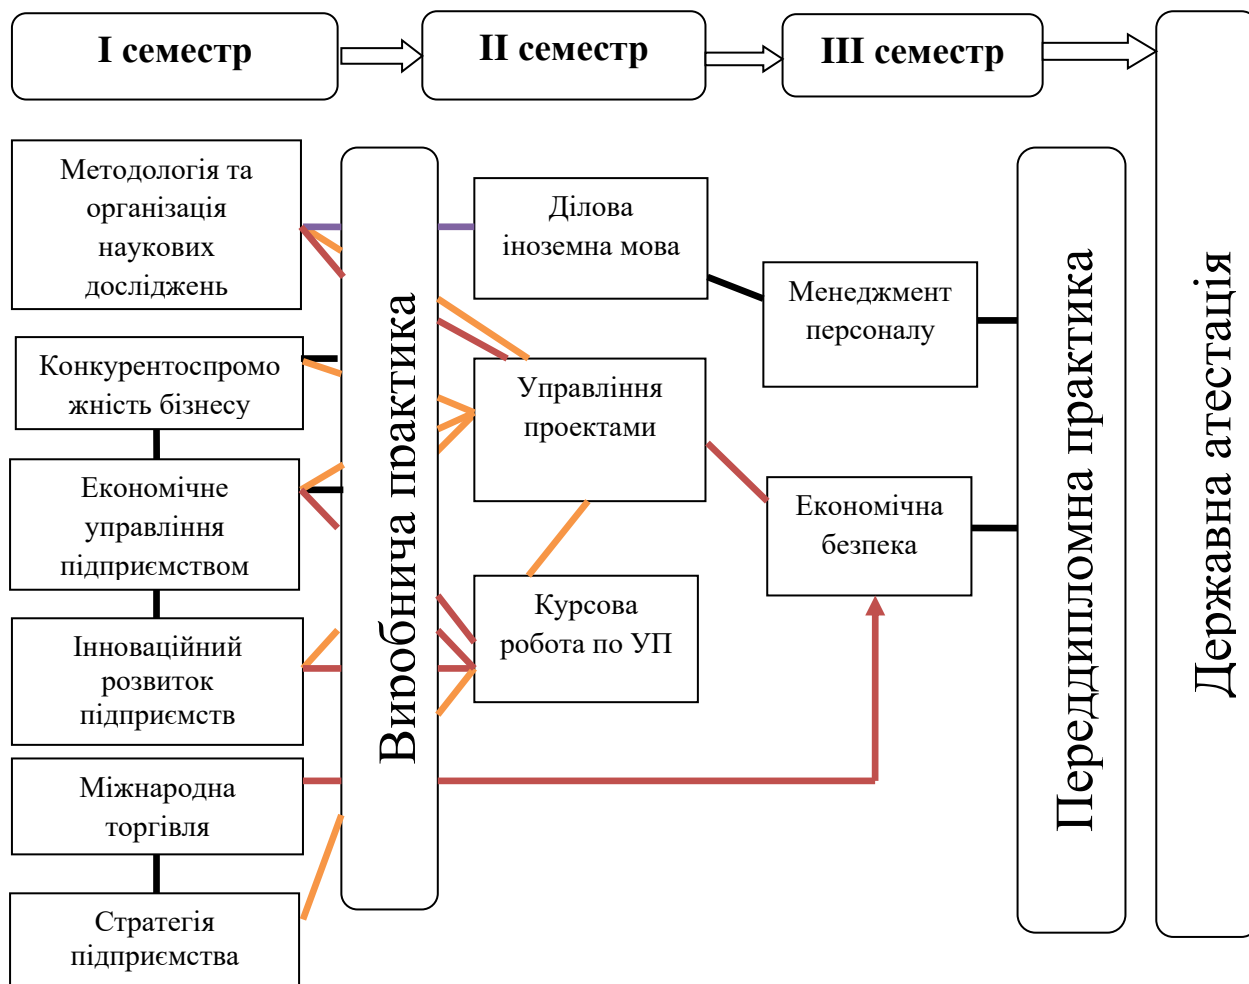 I семестр
II семестр
III семестр
Методологія та
організація
наукових
досліджень
Конкурентоспромо
жність бізнесу
Економічне
управління
підприємством
Інноваційний
розвиток
підприємств
Міжнародна
торгівля
Стратегія
підприємства
Виробнича практика
Ділова
іноземна мова
Управління
проектами
Курсова
робота по УП
Менеджмент
персоналу
Економічна
безпека
Переддипломна практика
Державна атестація